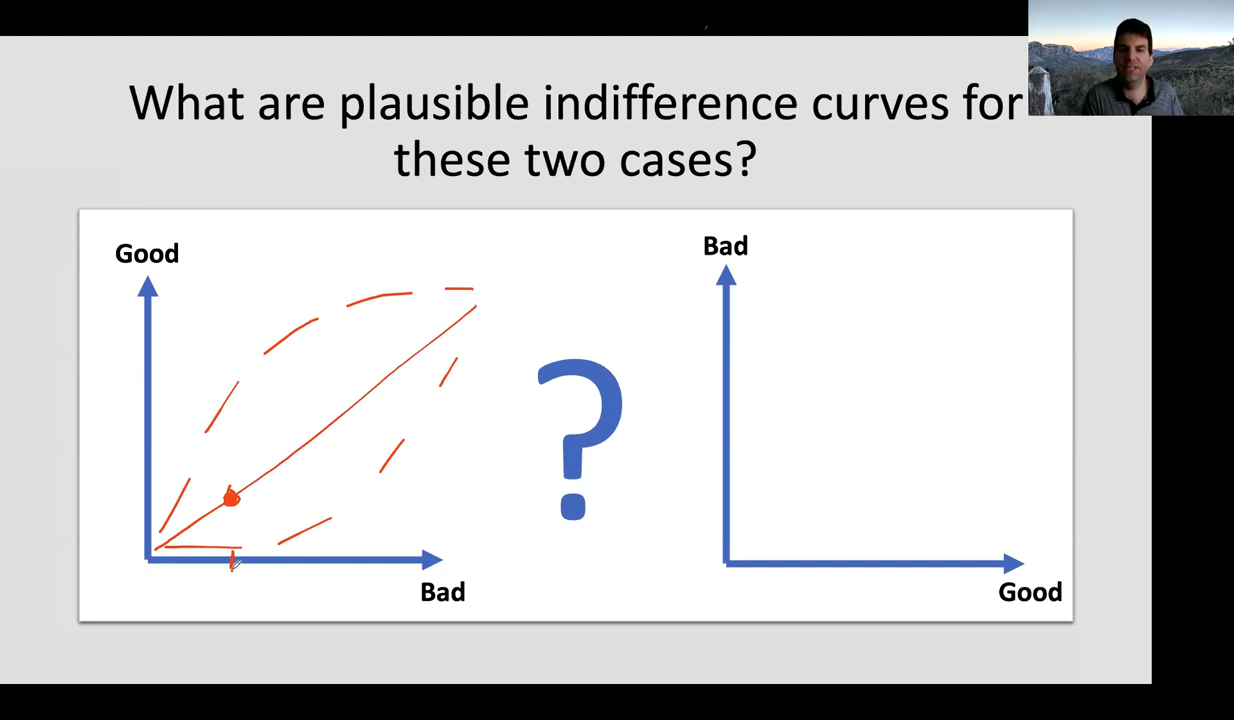 What are plausible indifference curves for
these two cases?
Good
Bad
?
Bad
Good